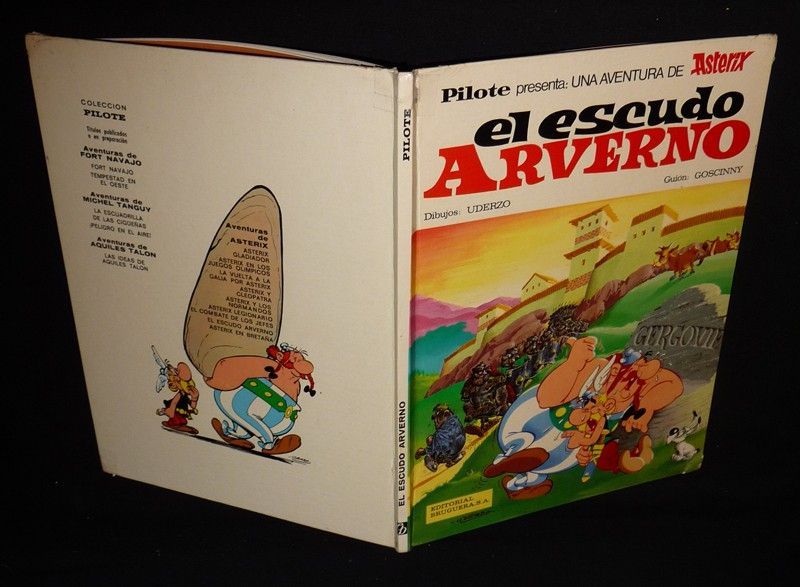 COLECCION
PILOTE
Títulos publicados
o en preparación
Aventuras de
FORT NAVAJO
FORT NAVAJO
TEMPESTAD EN
EL OESTE
Aventuras de
MICHEL TANGUY
LA ESCUADRILLA
DE LAS CIGÜEÑAS
¡PELIGRO EN EL AIRE!
Aventuras de
AQUILES TALON
LAS IDEAS DE
AQUILES TALON
Aventuras
de
ASTERIX
ASTERIX
GLADIADOR
ASTERIX EN LOS
JUEGOS OLIMPICOS
LA VUELTA A LA
GALIA POR ASTERIX
ASTERIX Y
CLEOPATRA
ASTERIX Y LOS
NORMANDOS
ASTERIX LEGIONARIO
EL COMBATE DE LOS JEFES
EL ESCUDO ARVERNO
ASTERIX EN BRETAÑA
PILOTE
EL ESCUDO ARVERNO
Pilote presenta: UNA AVENTURA DE Asterix
el escudo
ARVERNO
Guión: GOSCINNY
Dibujos: UDERZO
GERGOVIE
EDITORIAL
BRUGUERA, S.A.